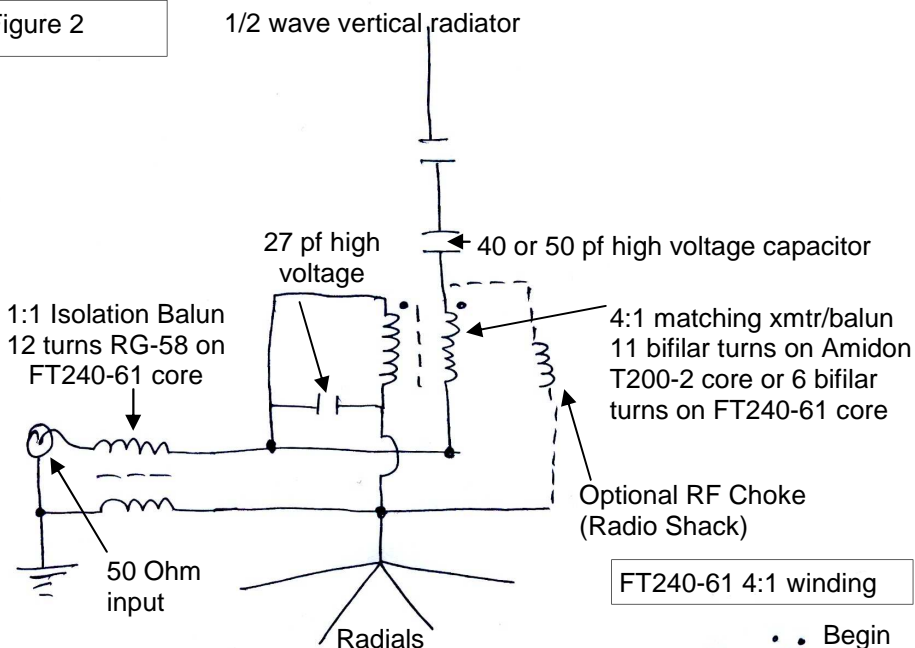 Figure 2
1/2 wave vertical radiator
27 pf high
voltage
40 or 50 pf high voltage capacitor
1:1 Isolation Balun
12 turns RG-58 on
FT240-61 core
4:1 matching xmtr/balun
11 bifilar turns on Amidon
T200-2 core or 6 bifilar
turns on FT240-61 core
Optional RF Choke
(Radio Shack)
50 Ohm
input
FT240-61 4:1 winding
Radials
Begin